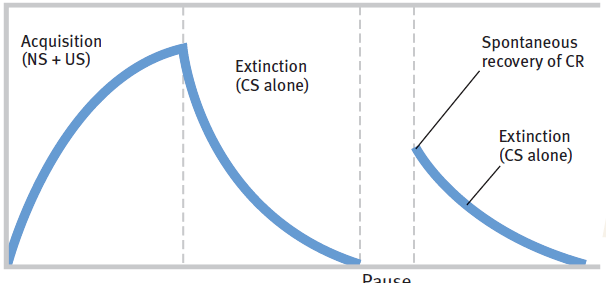 Acquisition
(NS + US)
Extinction
(CS alone)
Spontaneous
recovery of CR
Extinction
(CS alone)
Pause